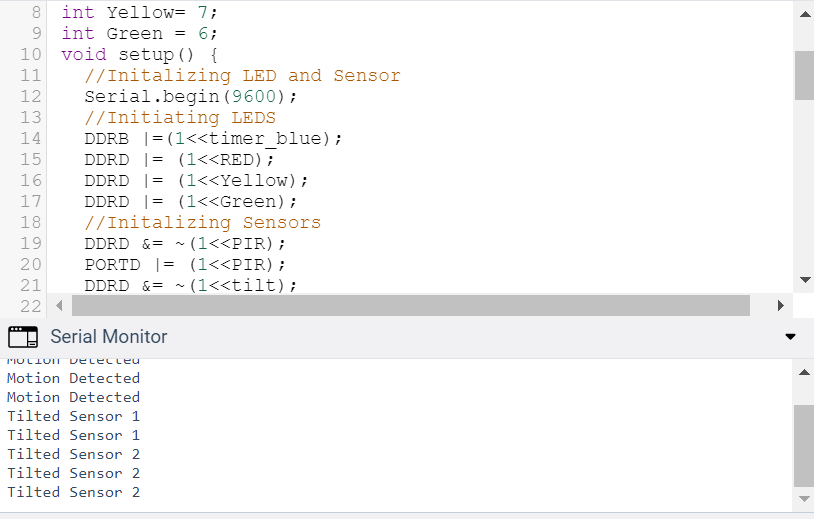 8 int Yellow= 7;
9 int Green = 6;
10 void setup() {
11 //Initalizing LED and Sensor
12 Serial.begin(9600);
13 //Initiating LEDS
14 DDRB |=(1<<timer_blue);
15 DDRD |= (1<<RED);
16 DDRD |= (1<<Yellow);
17 DDRD |= (1<<Green);
18 //Initalizing Sensors
19 DDRD &= ~(1<<PIR);
20 PORTD |= (1<<PIR);
21 DDRD &= ~(1<<tilt);
22
Serial Monitor
Motion Detected
Motion Detected
Motion Detected
Tilted Sensor 1
Tilted Sensor 1
Tilted Sensor 2
Tilted Sensor 2
Tilted Sensor 2